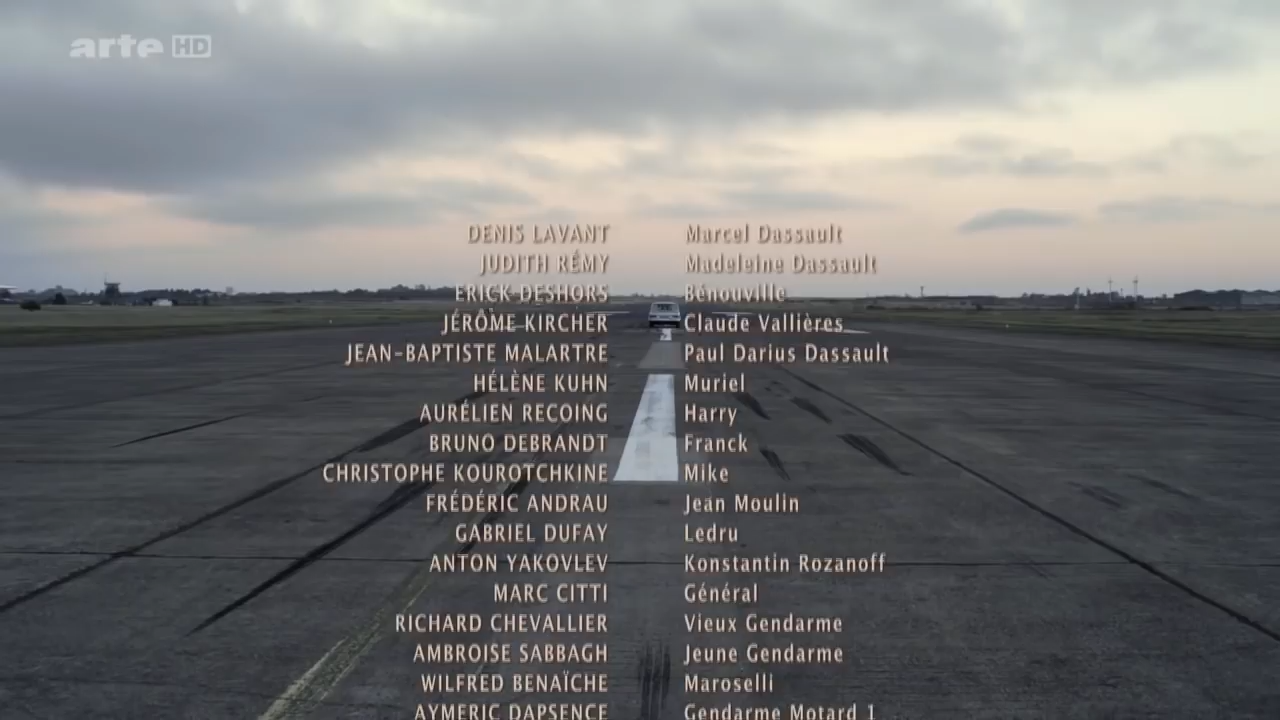 arte HD
DENIS LAVANT Marcel Dassault
JUDITH RÉMY Madeleine Dassault
ERICK DESHORS Bénouville
JÉRÔME KIRCHER Claude Vallières
JEAN-BAPTISTE MALARTRE Paul Darius Dassault
HÉLÈNE KUHN Muriel
AURÉLIEN RECOING Harry
BRUNO DEBRANDT Franck
CHRISTOPHE KOUROTCHKINE Mike
FRÉDÉRIC ANDRAU Jean Moulin
GABRIEL DUFAY Ledru
ANTON YAKOVLEV Konstantin Rozanoff
MARC CITTI Général
RICHARD CHEVALLIER Vieux Gendarme
AMBROISE SABBAGH Jeune Gendarme
WILFRED BENAÏCHE Maroselli
AYMERIC DAPSENCE Gendarme Motard 1